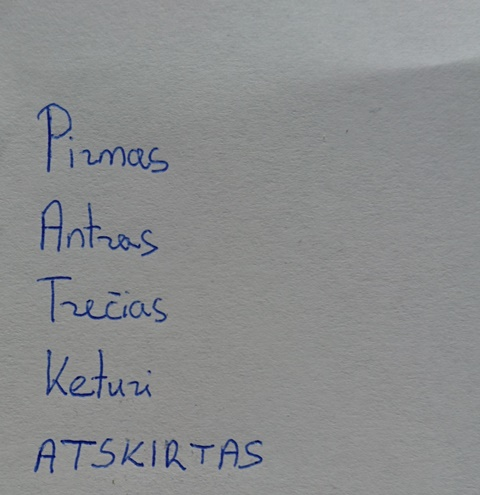 Pirmas
Antras
Trečias
Keturi
ATSKIRTAS